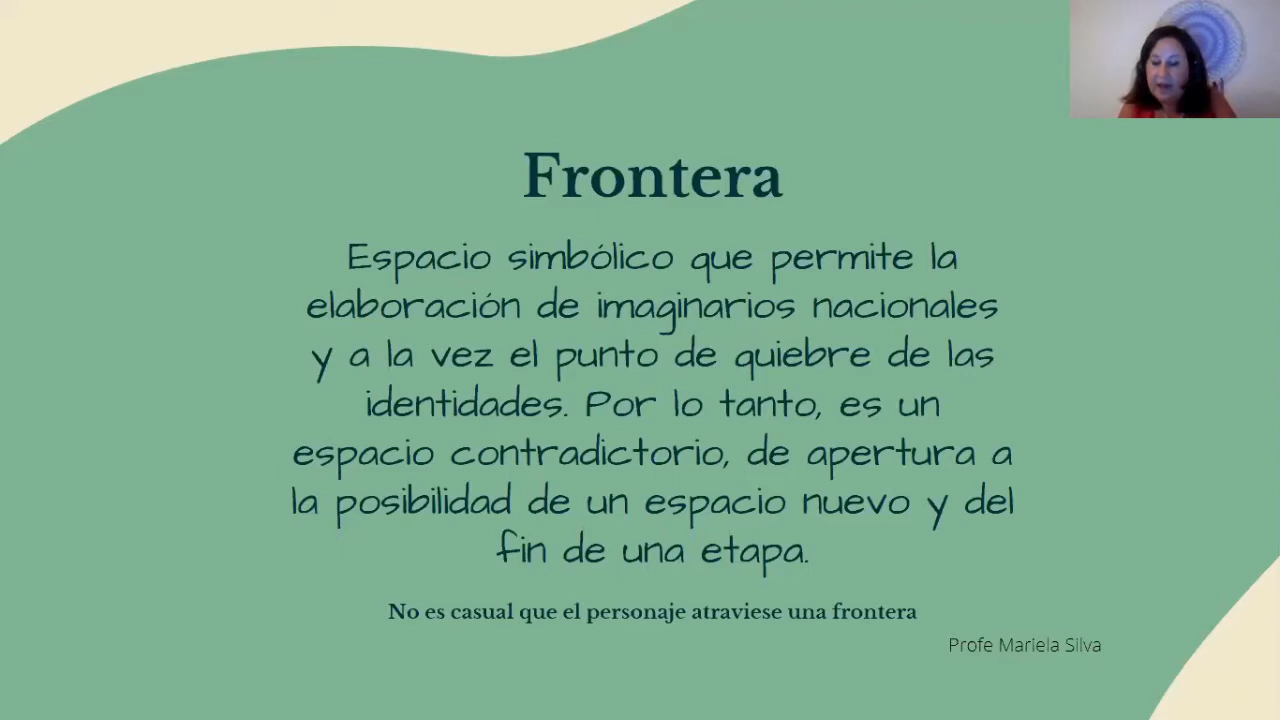 Frontera
Espacio simbólico que permite la
elaboración de imaginarios nacionales
y a la vez el punto de quiebre de las
identidades. Por lo tanto, es un
espacio contradictorio, de apertura a
la posibilidad de un espacio nuevo y del
fin de una etapa.
No es casual que el personaje atraviese una frontera
Profe Mariela Silva